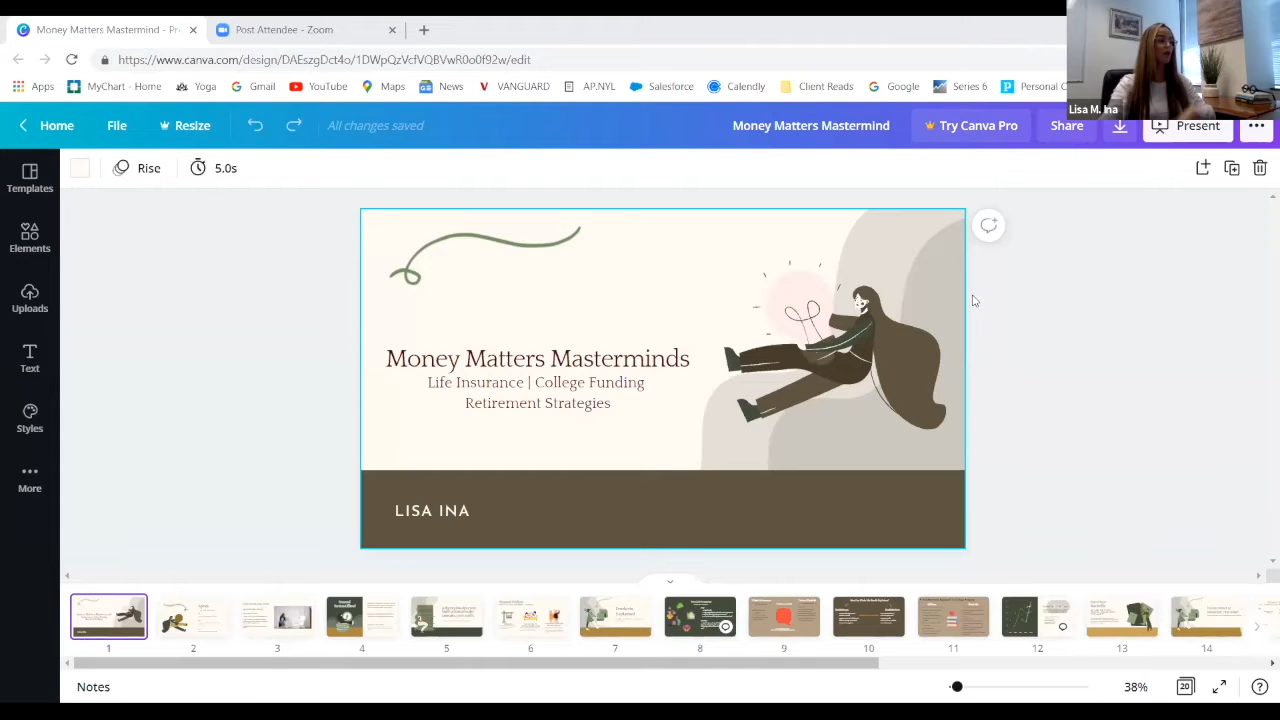 Money Matters Mastermind - Pr
Post Attendee - Zoom
https://www.canva.com/design/DAEszgDct4o/1DWpQzVcfVQBVwR0o0f92w/edit
Apps
MyChart - Home
Yoga
Gmail
YouTube
Maps
News
VANGUARD
AP.NYL
Salesforce
Calendly
Client Reads
Google
Series 6
Personal C
Lisa M. Ina
Home
File
Resize
All changes saved
Money Matters Mastermind
Try Canva Pro
Share
Present
Templates
Elements
Uploads
Text
Styles
More
Rise
5.0s
Money Matters Masterminds
Life Insurance | College Funding
Retirement Strategies
LISA INA
1
2
3
4
5
6
7
8
9
10
11
12
13
14
Notes
38%
20